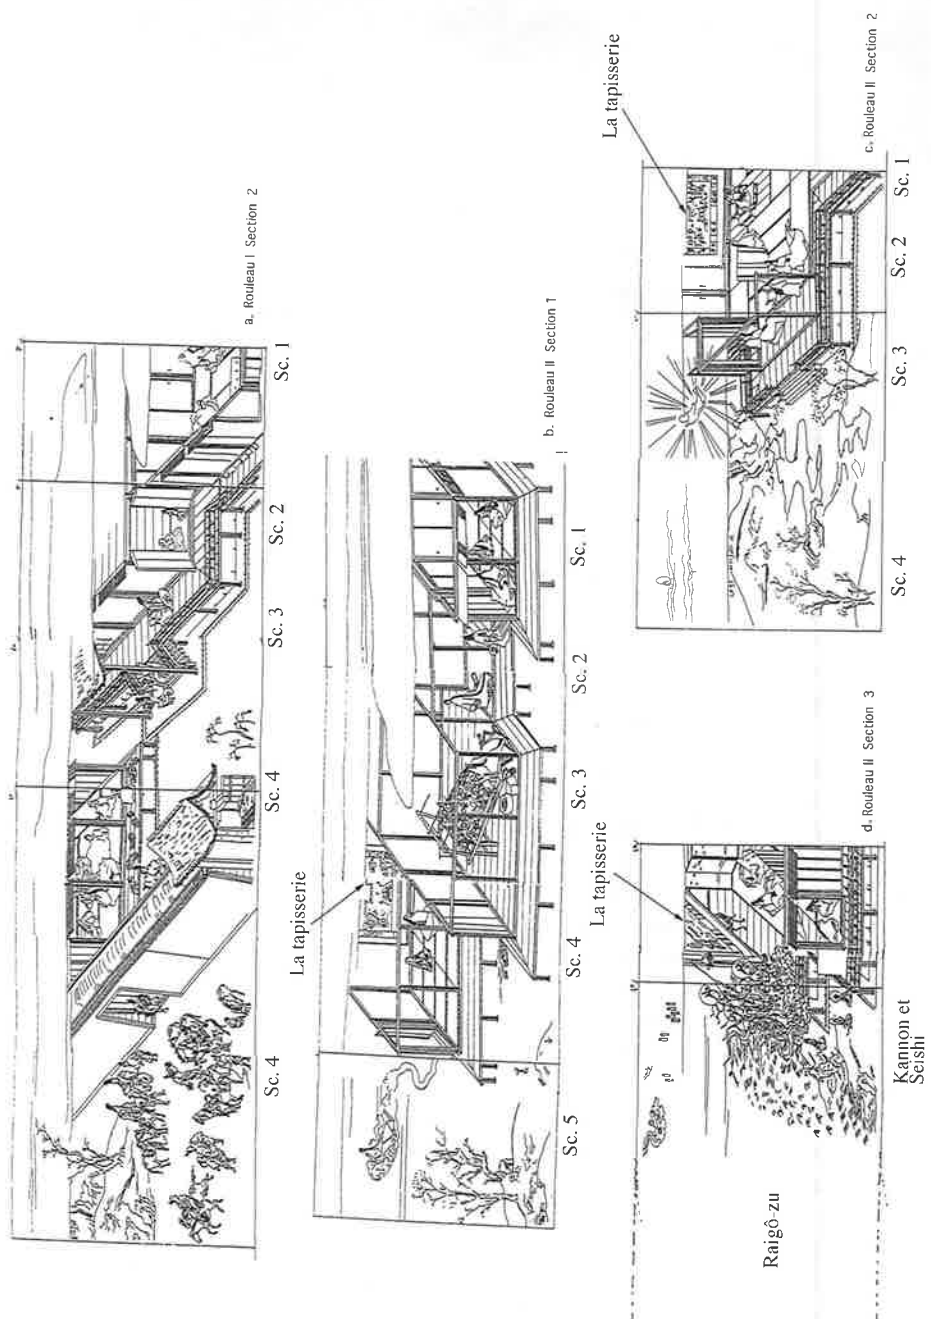 a. Rouleau I Section 2
Sc. 1
Sc. 2
Sc. 3
Sc. 4
Sc. 4
b. Rouleau II Section 1
La tapisserie
Sc. 1
Sc. 2
Sc. 3
Sc. 4
Sc. 5
c. Rouleau II Section 2
La tapisserie
Sc. 1
Sc. 2
Sc. 3
Sc. 4
d. Rouleau II Section 3
La tapisserie
Kannon et
Seishi
Raigô-zu